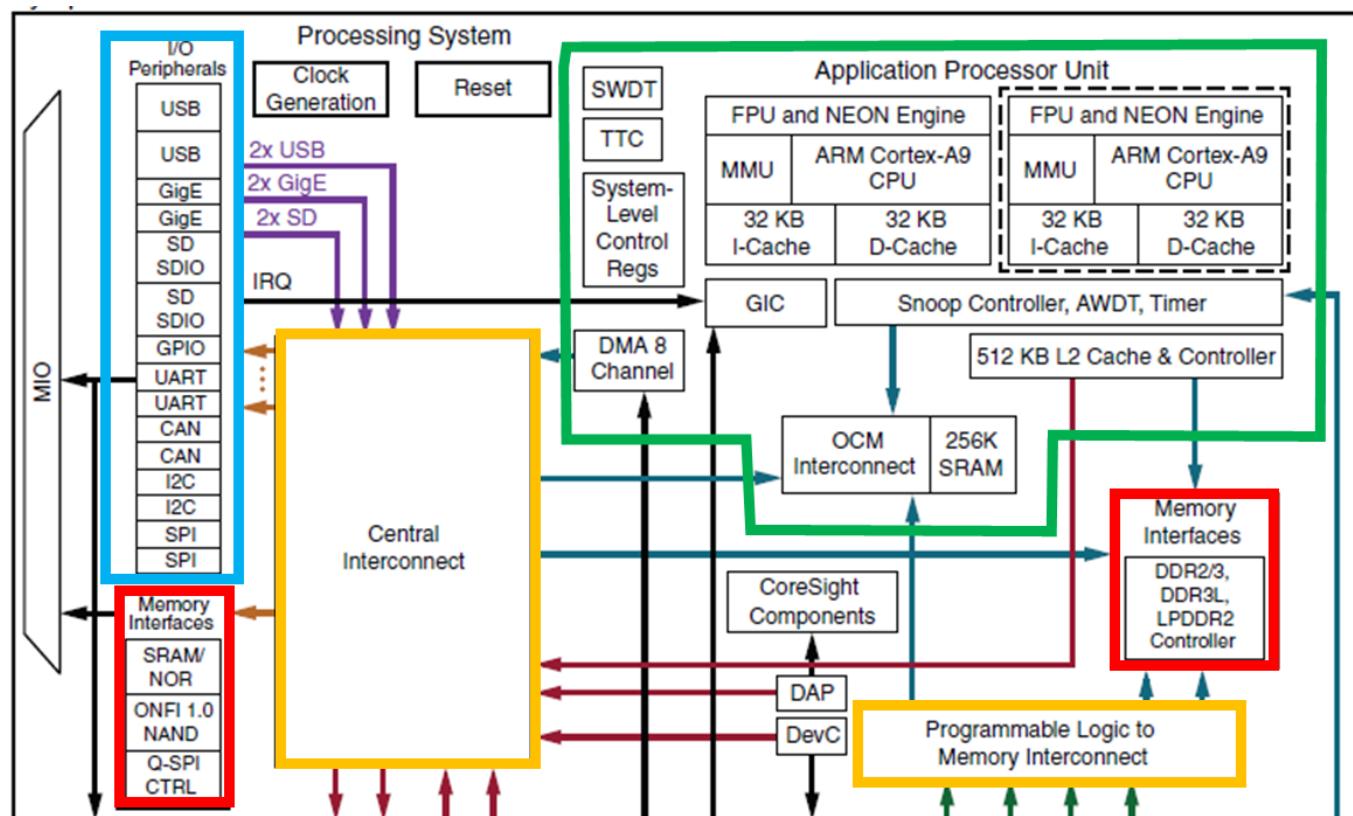 Processing System
I/O
Peripherals
USB
USB
GigE
GigE
SD
SDIO
SD
SDIO
GPIO
UART
UART
CAN
CAN
I2C
I2C
SPI
SPI
Memory
Interfaces
SRAM/
NOR
ONFI 1.0
NAND
Q-SPI
CTRL
MIO
Clock
Generation
Reset
2x USB
2x GigE
2x SD
IRQ
Central
Interconnect
Application Processor Unit
SWDT
TTC
System-
Level
Control
Regs
FPU and NEON Engine
MMU
ARM Cortex-A9
CPU
32 KB
I-Cache
32 KB
D-Cache
FPU and NEON Engine
MMU
ARM Cortex-A9
CPU
32 KB
I-Cache
32 KB
D-Cache
GIC
Snoop Controller, AWDT, Timer
DMA 8
Channel
512 KB L2 Cache & Controller
OCM
Interconnect
256K
SRAM
Memory
Interfaces
DDR2/3,
DDR3L,
LPDDR2
Controller
CoreSight
Components
DAP
DevC
Programmable Logic to
Memory Interconnect